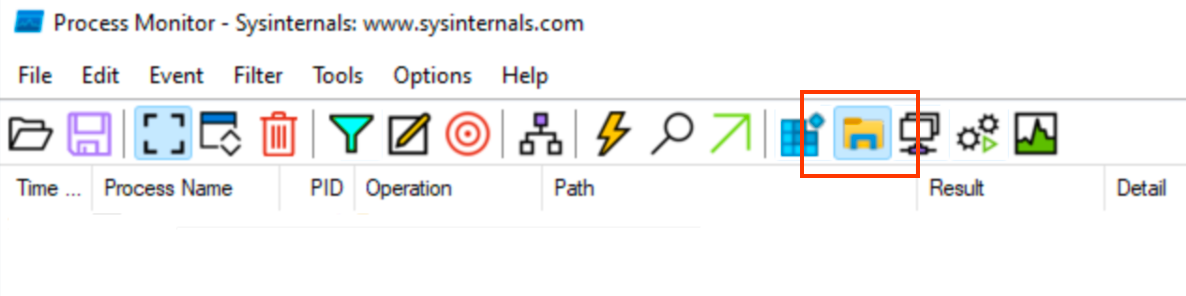 Process Monitor - Sysinternals: www.sysinternals.com
File Edit Event Filter Tools Options Help
Time ... Process Name PID Operation Path Result Detail